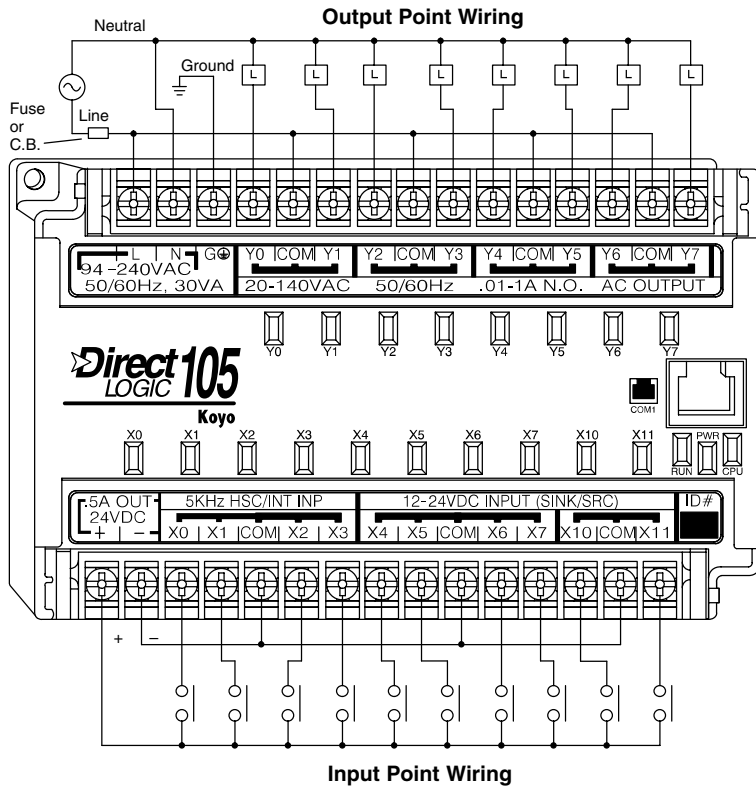 Output Point Wiring
Neutral
Ground
L L L L L L L L
Fuse
or
C.B.
Line
L N G
94-240VAC
50/60Hz, 30VA
Y0 COM Y1 Y2 COM Y3 Y4 COM Y5 Y6 COM Y7
20-140VAC 50/60Hz .01-1A N.O. AC OUTPUT
Y0 Y1 Y2 Y3 Y4 Y5 Y6 Y7
Direct
LOGIC 105
Koyo
COM1
X0 X1 X2 X3 X4 X5 X6 X7 X10 X11
RUN PWR CPU
.5A OUT
24VDC
+ −
5KHz HSC/INT INP
X0 X1 COM X2 X3
12-24VDC INPUT (SINK/SRC)
X4 X5 COM X6 X7 X10 COM X11
ID#
+ −
Input Point Wiring